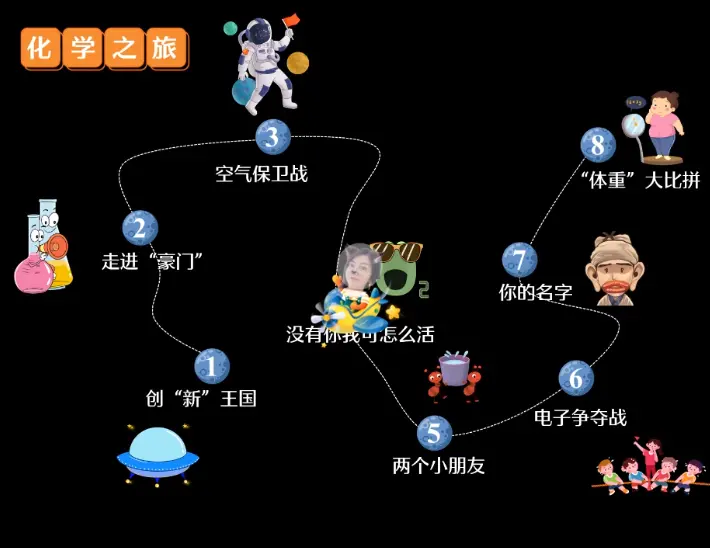 化学之旅
3
空气保卫战
8
“体重”大比拼
2
走进“豪门”
7
你的名字
2
没有你我可怎么活
1
创“新”王国
6
电子争夺战
5
两个小朋友